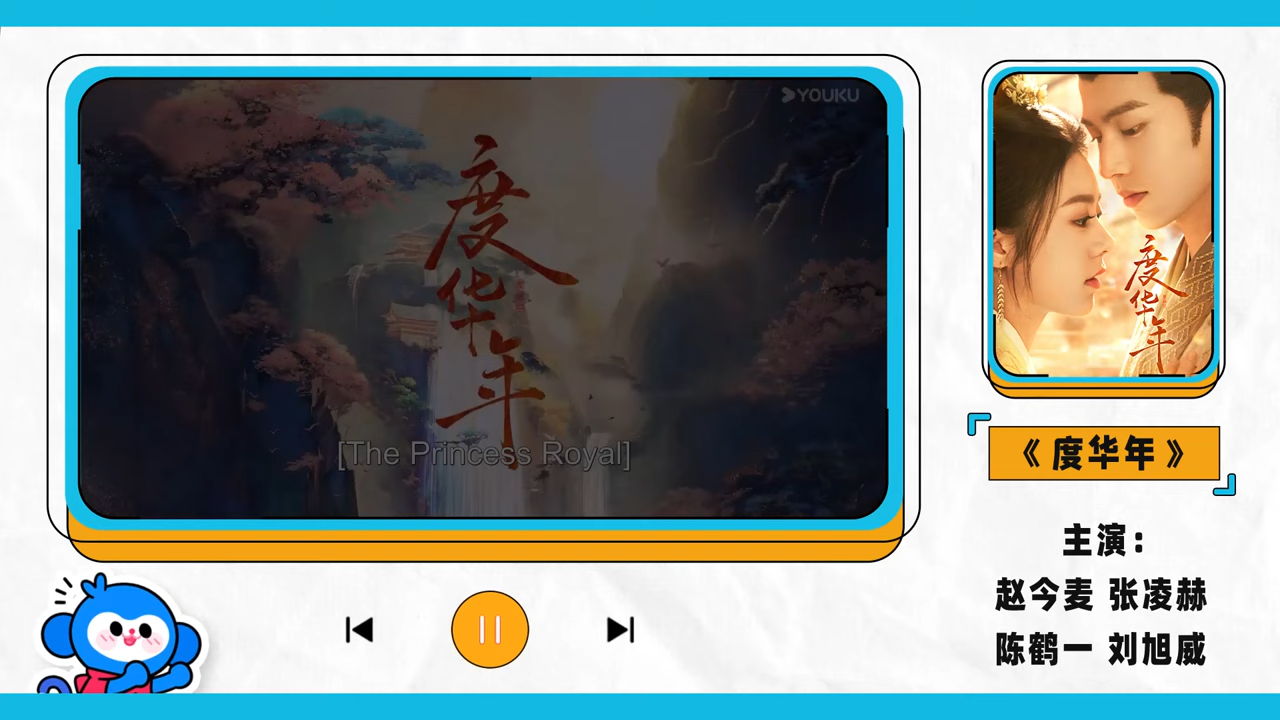 YOUKU
度华年
[The Princess Royal]
度华年
《度华年》
主演：
赵今麦 张凌赫
陈鹤一 刘旭威